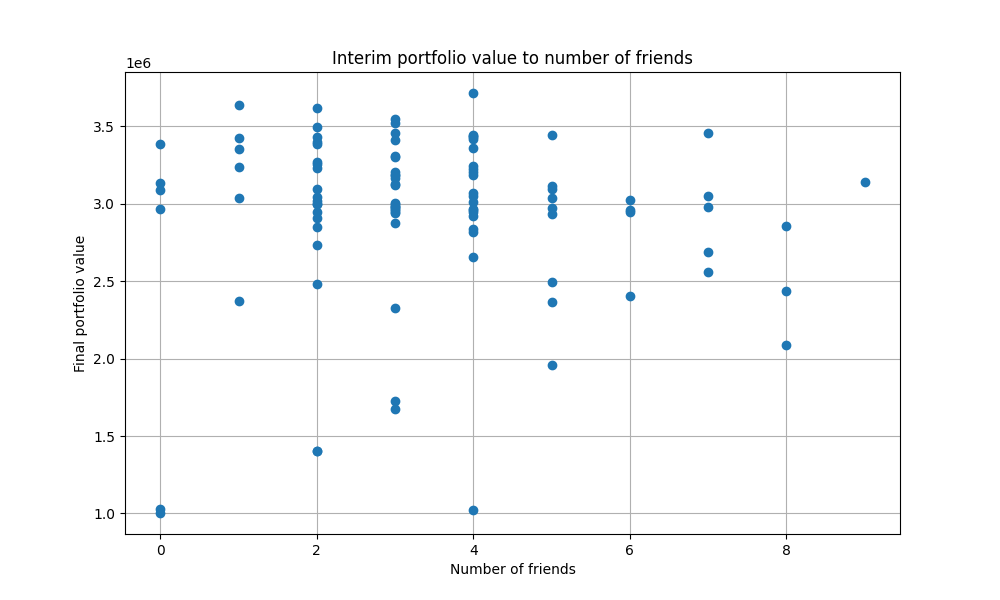 Interim portfolio value to number of friends
1e6
3.5
3.0
2.5
2.0
1.5
1.0
Final portfolio value
0 2 4 6 8
Number of friends